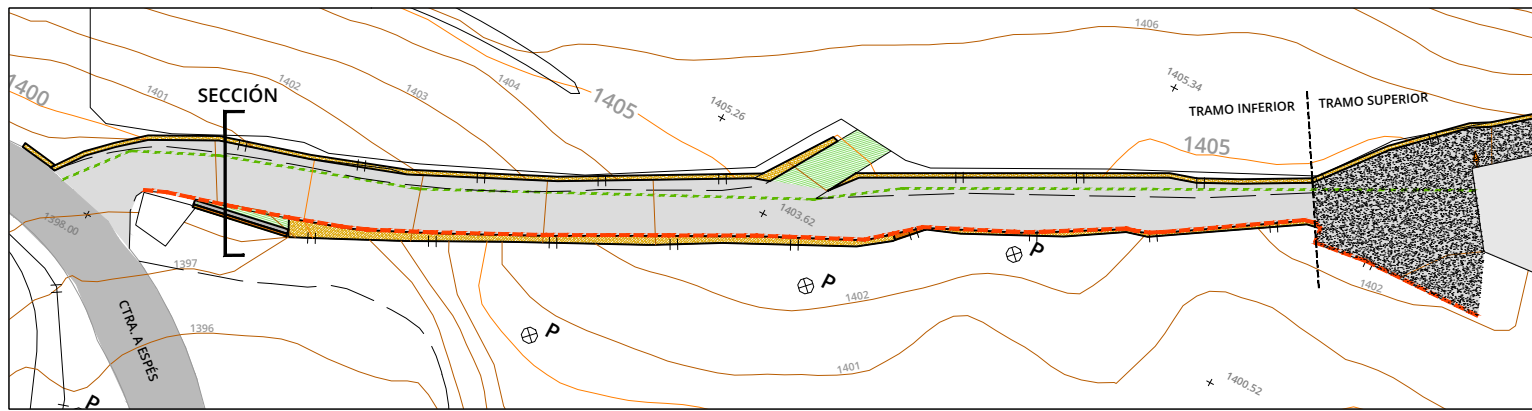 1400
1401
1402
1403
1404
1405
1405.26
1406
1405.34
TRAMO INFERIOR
TRAMO SUPERIOR
1405
SECCIÓN
1398.00
1397
1403.62
P
P
P
P
1402
1402
CTRA. A ESPÉS
1396
1401
1400.52